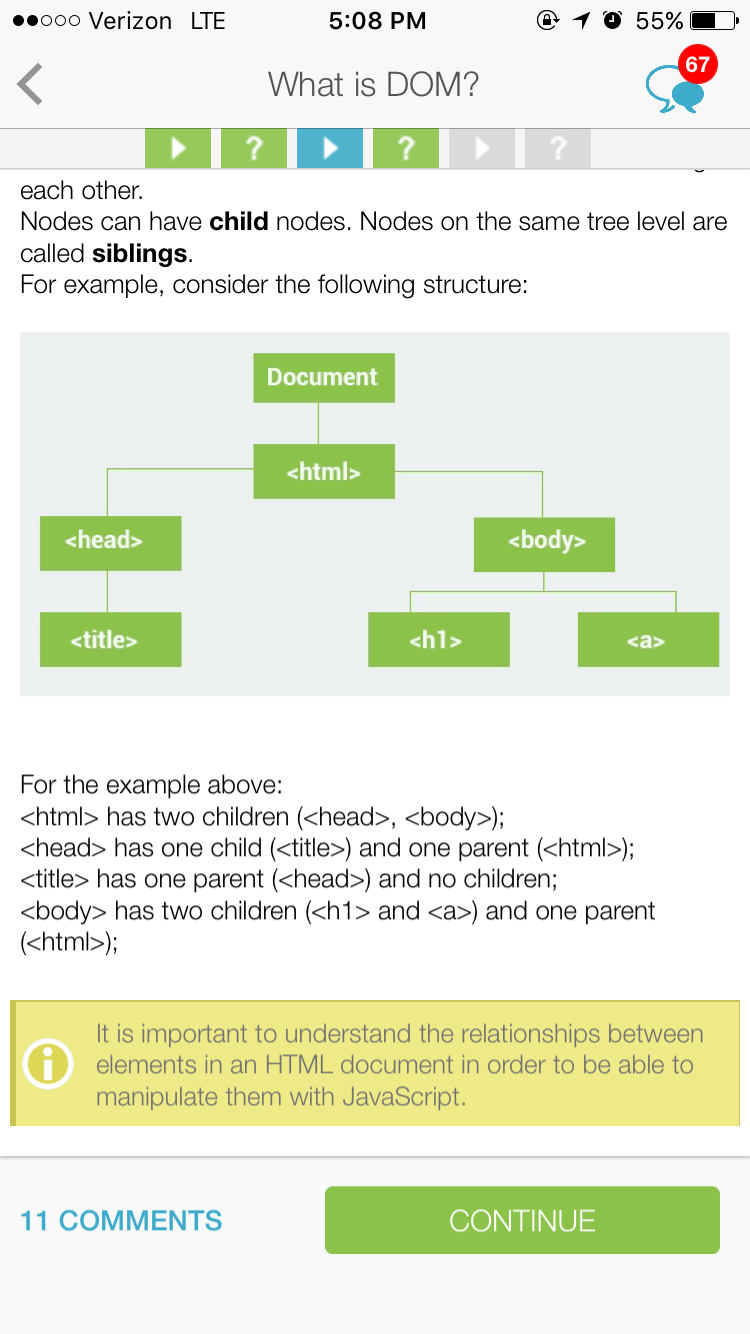 Verizon LTE 5:08 PM 55%
What is DOM? 67
? ? ?
each other.
Nodes can have child nodes. Nodes on the same tree level are
called siblings.
For example, consider the following structure:
Document
<html>
<head> <body>
<title> <h1> <a>
For the example above:
<html> has two children (<head>, <body>);
<head> has one child (<title>) and one parent (<html>);
<title> has one parent (<head>) and no children;
<body> has two children (<h1> and <a>) and one parent
(<html>);
It is important to understand the relationships between
elements in an HTML document in order to be able to
manipulate them with JavaScript.
11 COMMENTS CONTINUE